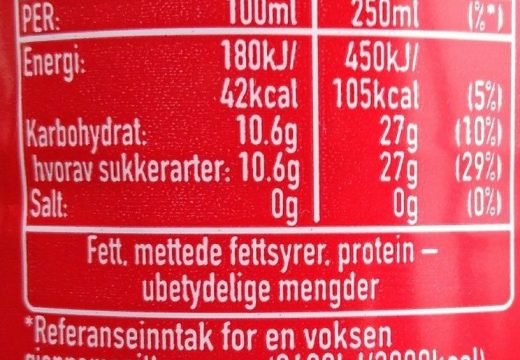 PER: 100ml 250ml (%*)
Energi: 180kJ/ 450kJ/
42kcal 105kcal (5%)
Karbohydrat: 10.6g 27g (10%)
hvorav sukkerarter: 10.6g 27g (29%)
Salt: 0g 0g (0%)
Fett, mettede fettsyrer, protein –
ubetydelige mengder
*Referanseinntak for en voksen